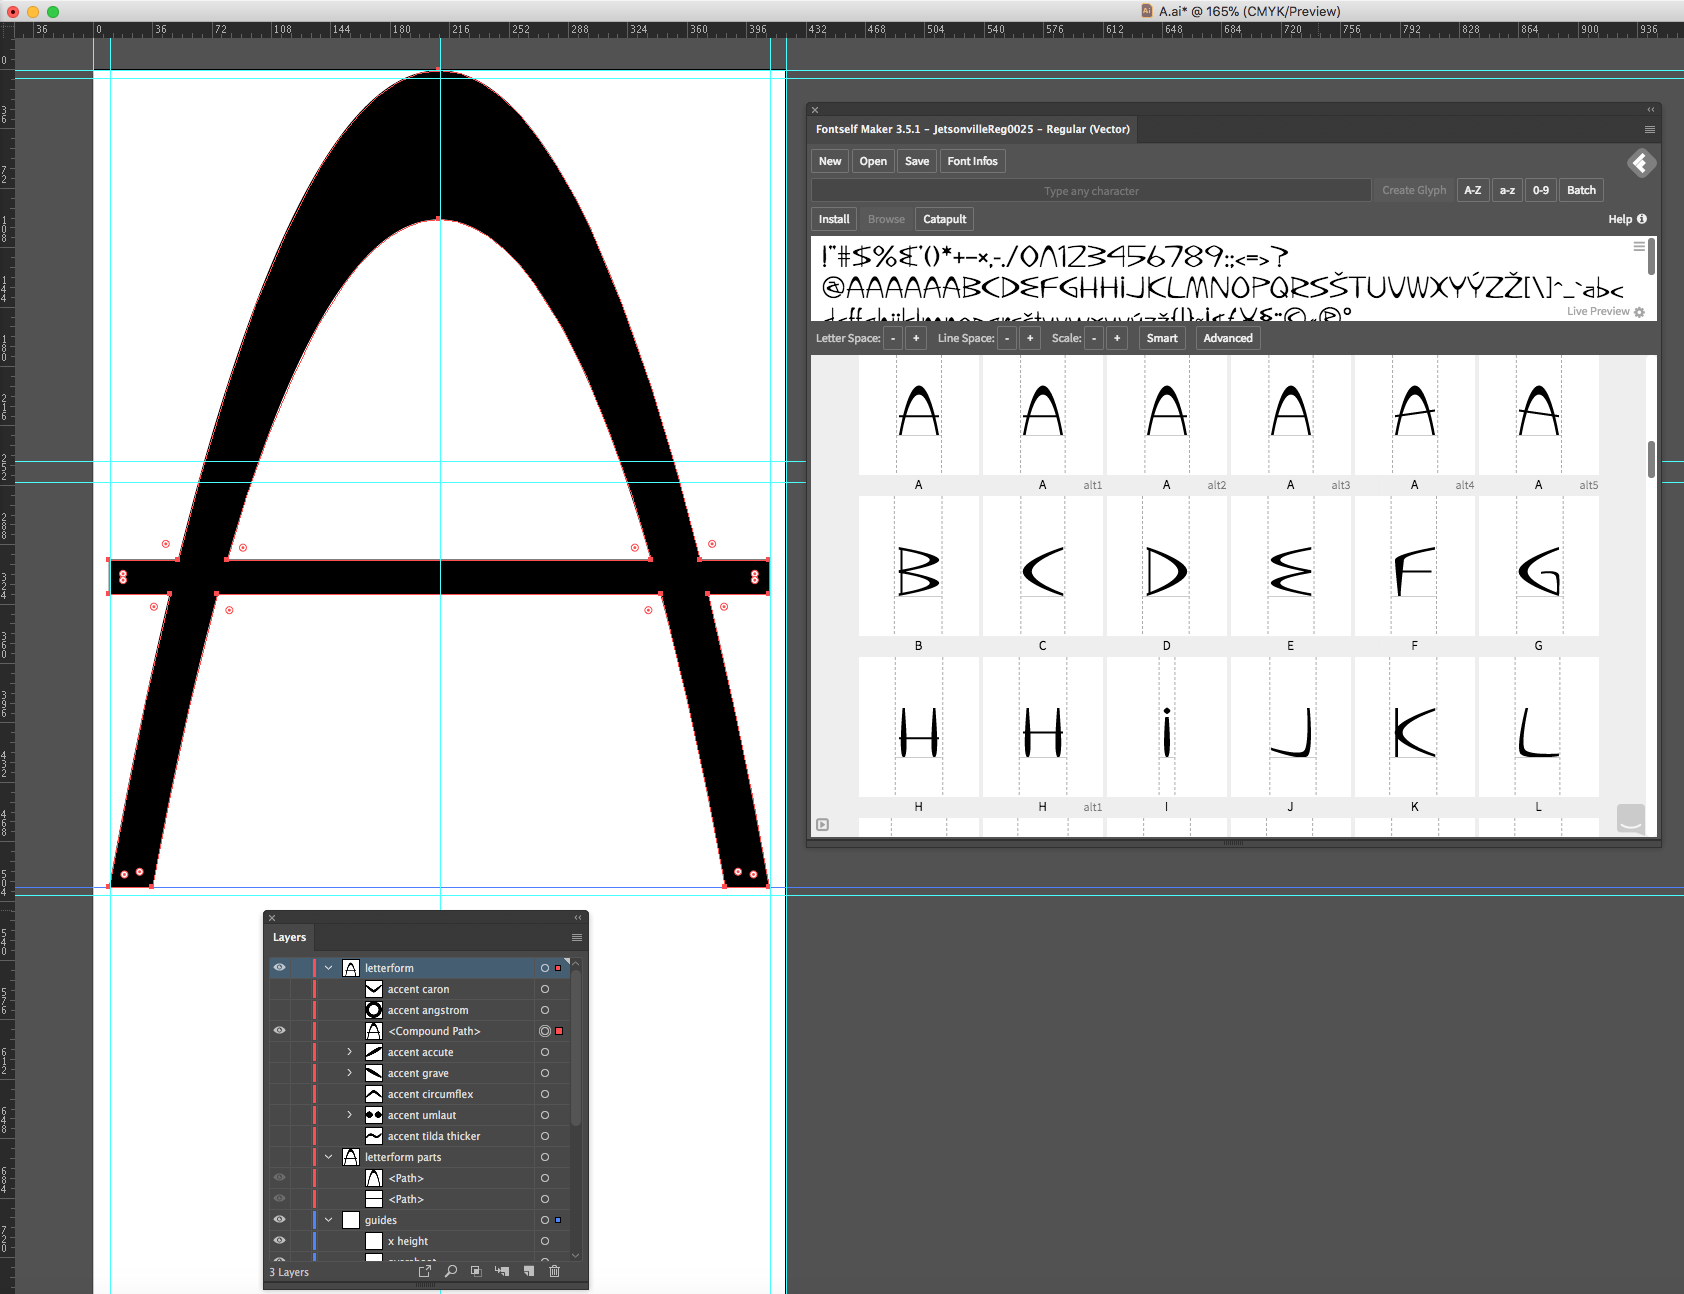 A.ai* @ 165% (CMYK/Preview)
36 0 36 72 108 144 180 216 252 288 324 360 396 432 468 504 540 576 612 648 684 720 756 792 828 864 900 936
Fontself Maker 3.5.1 – JetsonvilleReg0025 – Regular (Vector)
New Open Save Font Infos
Type any character Create Glyph A-Z a-z 0-9 Batch
Install Browse Catapult Help
!"#$%&'()*+−×,-./0123456789:;<=>?
@AAAAAABCDEFGHHIJKLMNOPQRSŠTUVWXYÝZŽ[\]^_`abc
Live Preview
Letter Space: - + Line Space: - + Scale: - + Smart Advanced
A A A A A A
A A alt1 A alt2 A alt3 A alt4 A alt5
B C D E F G
B C D E F G
H H i J K L
H H alt1 I J K L
Layers
letterform
accent caron
accent angstrom
<Compound Path>
accent accute
accent grave
accent circumflex
accent umlaut
accent tilda thicker
letterform parts
<Path>
<Path>
guides
x height
3 Layers